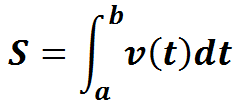 S = ∫_a^b v(t)dt